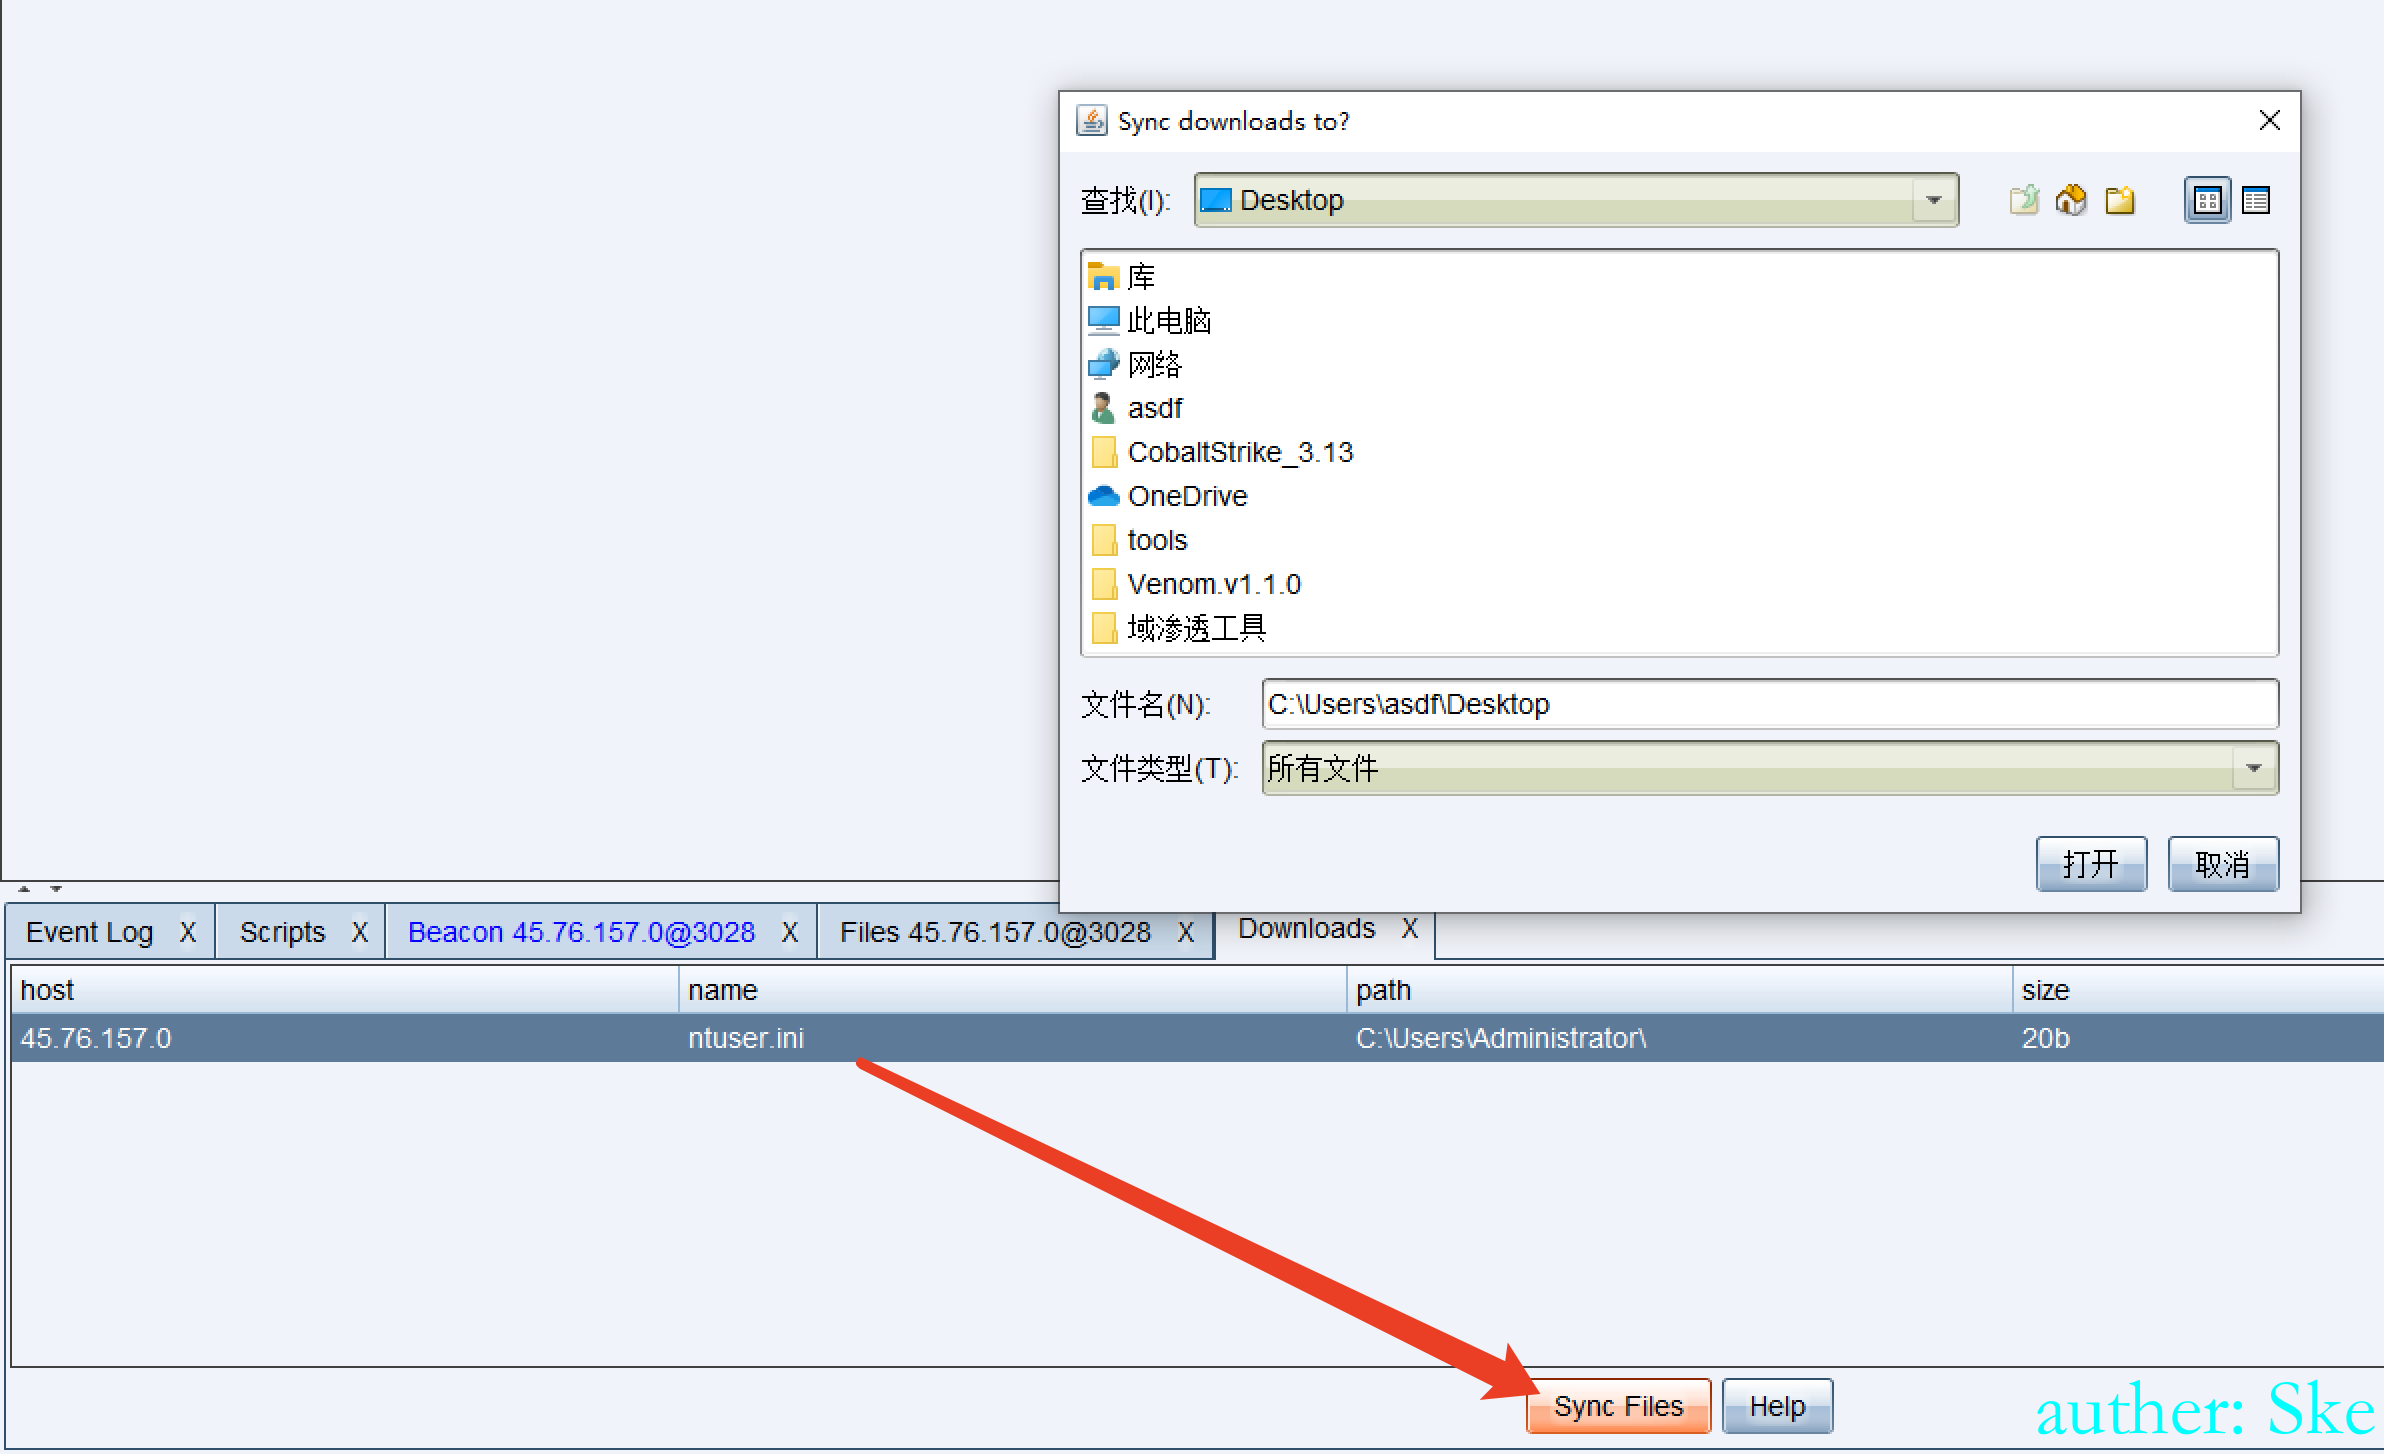 Sync downloads to?
查找(I): Desktop
库
此电脑
网络
asdf
CobaltStrike_3.13
OneDrive
tools
Venom.v1.1.0
域渗透工具
文件名(N): C:\Users\asdf\Desktop
文件类型(T): 所有文件
打开 取消
Event Log X Scripts X Beacon 45.76.157.0@3028 X Files 45.76.157.0@3028 X Downloads X
host name path size
45.76.157.0 ntuser.ini C:\Users\Administrator\ 20b
Sync Files Help
auther: Ske